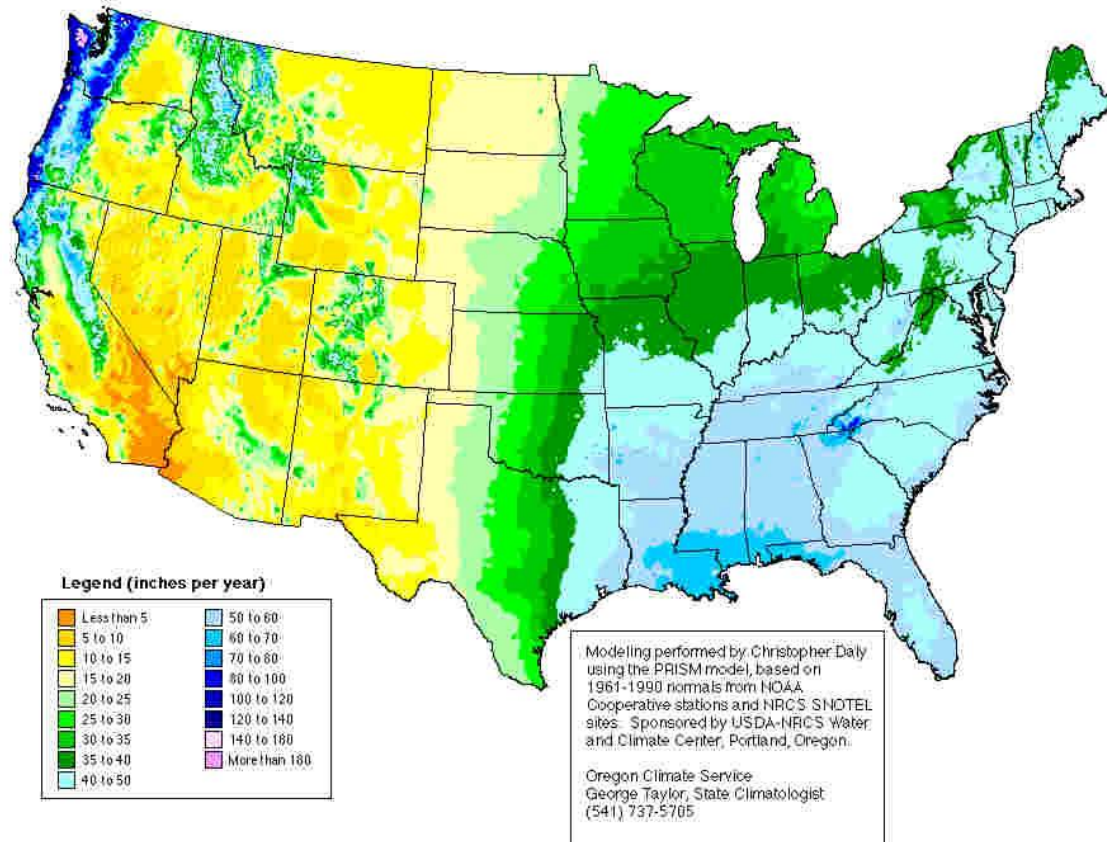 Legend (inches per year)
Less than 5
5 to 10
10 to 15
15 to 20
20 to 25
25 to 30
30 to 35
35 to 40
40 to 50
50 to 60
60 to 70
70 to 80
80 to 100
100 to 120
120 to 140
140 to 180
More than 180
Modeling performed by Christopher Daly
using the PRISM model, based on
1961-1990 normals from NOAA
Cooperative stations and NRCS SNOTEL
sites. Sponsored by USDA-NRCS Water
and Climate Center, Portland, Oregon.
Oregon Climate Service
George Taylor, State Climatologist
(541) 737-5705